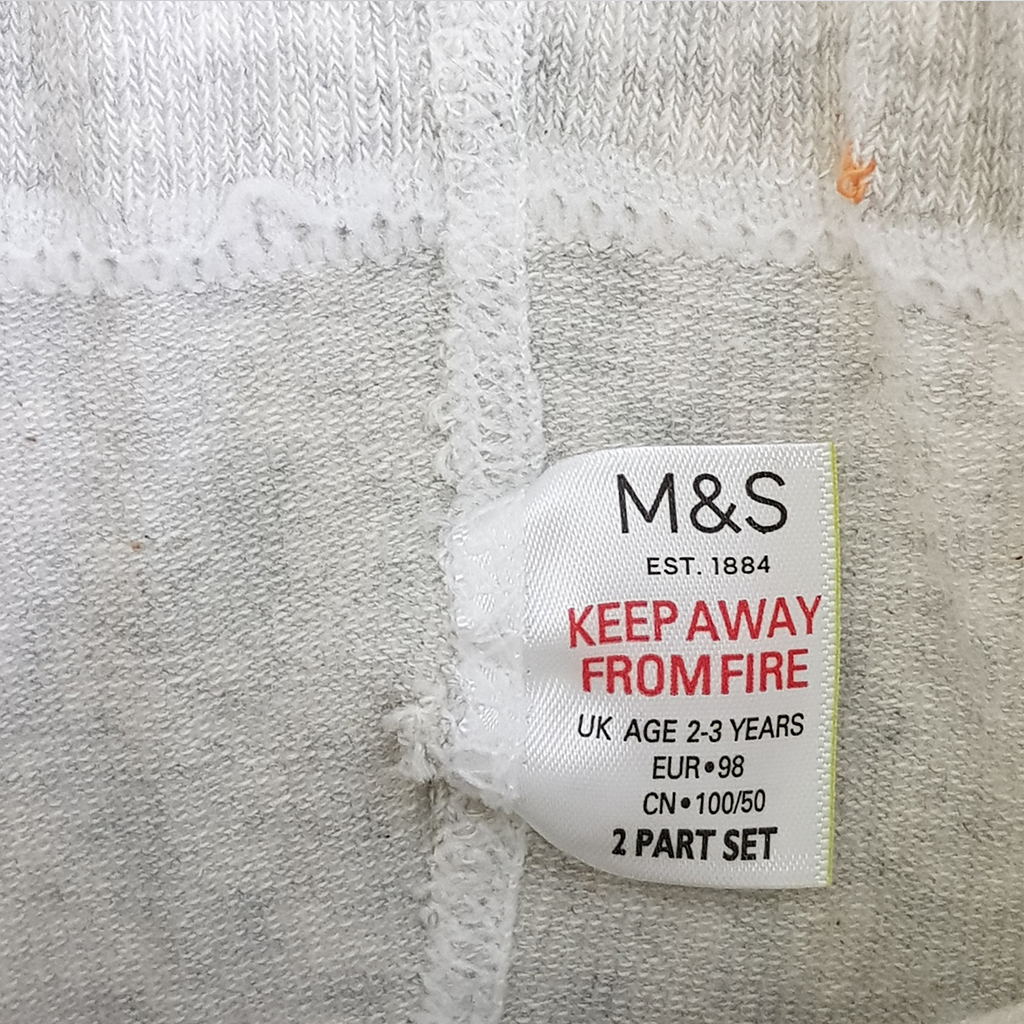 M&S
EST. 1884
KEEP AWAY
FROM FIRE
UK AGE 2-3 YEARS
EUR•98
CN•100/50
2 PART SET